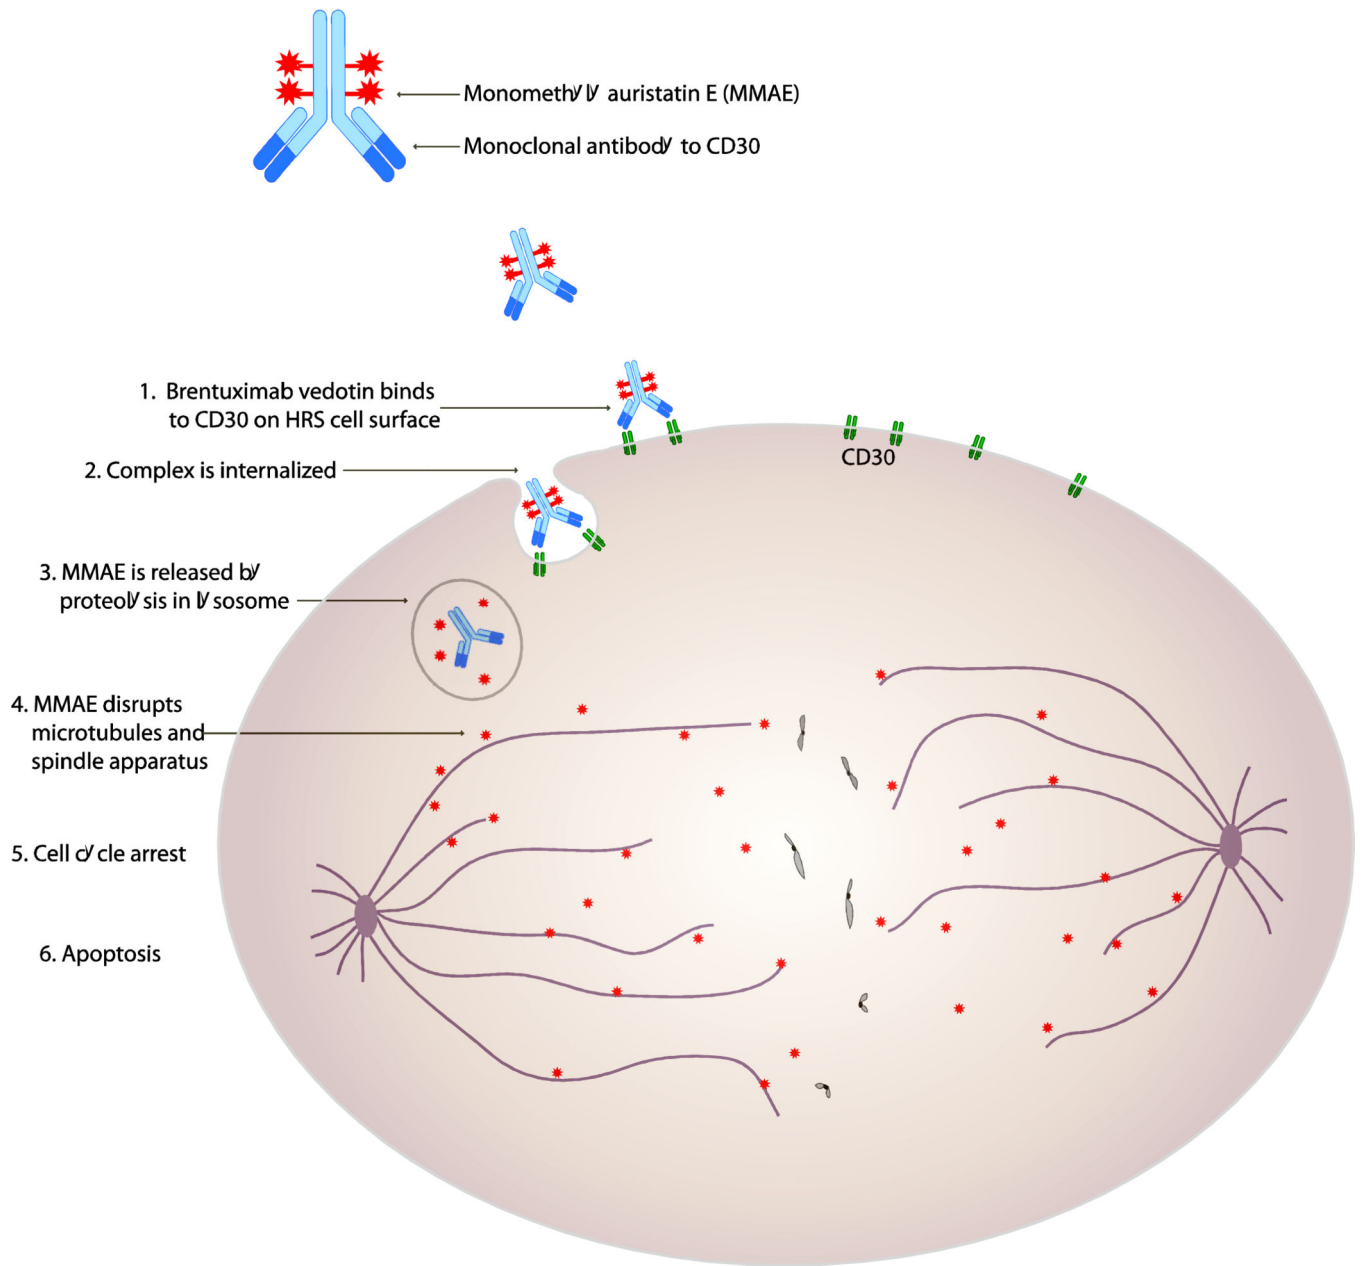 Monomethyl auristatin E (MMAE)
Monoclonal antibody to CD30
1. Brentuximab vedotin binds
to CD30 on HRS cell surface
CD30
2. Complex is internalized
3. MMAE is released by
proteolysis in lysosome
4. MMAE disrupts
microtubules and
spindle apparatus
5. Cell cycle arrest
6. Apoptosis